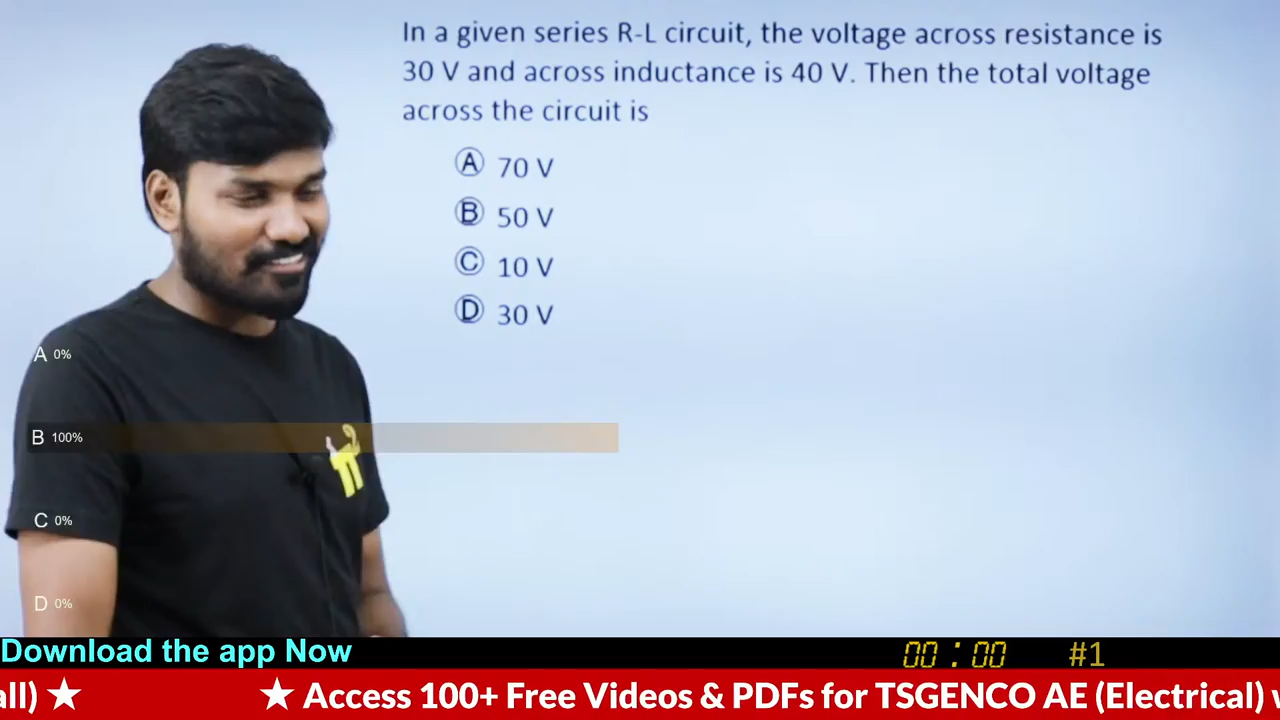 In a given series R-L circuit, the voltage across resistance is
30 V and across inductance is 40 V. Then the total voltage
across the circuit is
Ⓐ 70 V
Ⓑ 50 V
Ⓒ 10 V
Ⓓ 30 V
A 0%
B 100%
C 0%
D 0%
Download the app Now
00:00 #1
all) ★ ★ Access 100+ Free Videos & PDFs for TSGENCO AE (Electrical) w